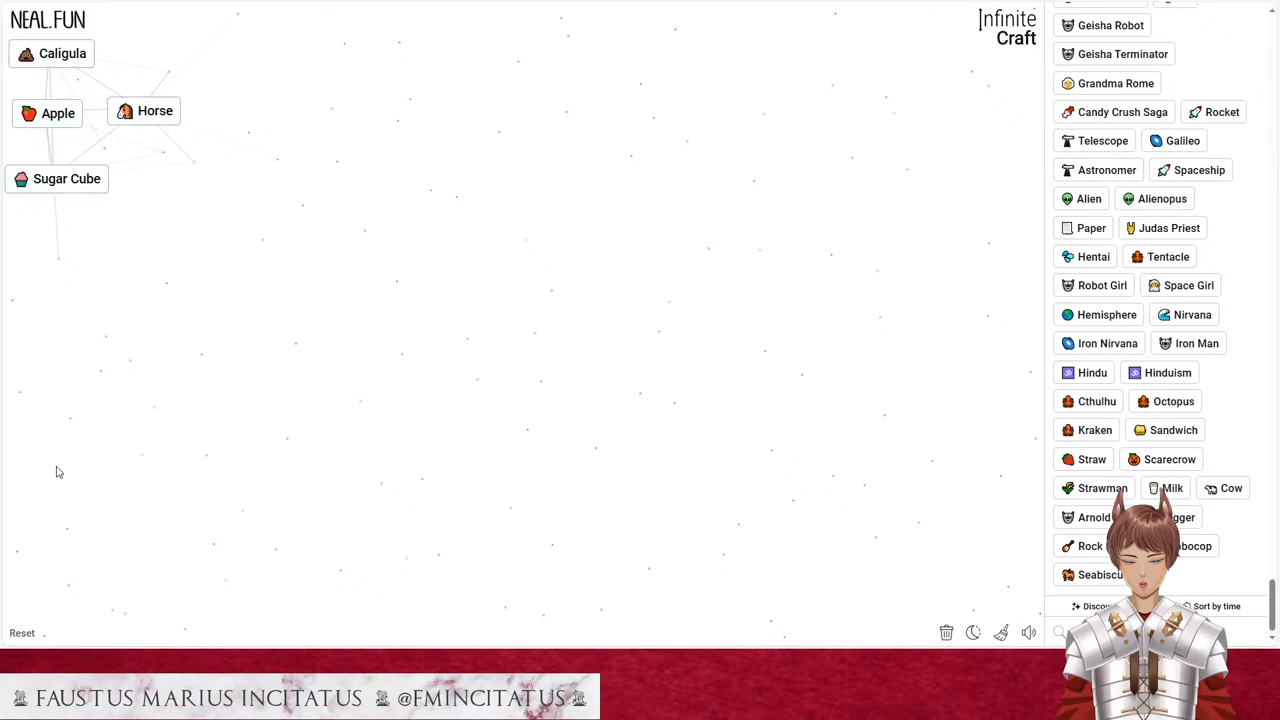 NEAL.FUN
Infinite
Craft
Caligula
Apple
Horse
Sugar Cube
Geisha Robot
Geisha Terminator
Grandma Rome
Candy Crush Saga Rocket
Telescope Galileo
Astronomer Spaceship
Alien Alienopus
Paper Judas Priest
Hentai Tentacle
Robot Girl Space Girl
Hemisphere Nirvana
Iron Nirvana Iron Man
Hindu Hinduism
Cthulhu Octopus
Kraken Sandwich
Straw Scarecrow
Strawman Milk Cow
Arnold
Rock
Sort by time
Reset
FAUSTUS MARIUS INCITATUS @FMINCITATUS